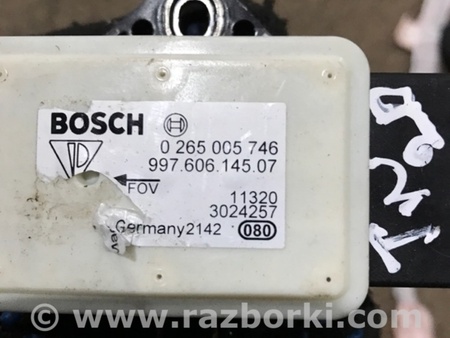 BOSCH
0 265 005 746
997.606.145.07
FOV
11320
3024257
Germany2142
080
© www.razborki.com